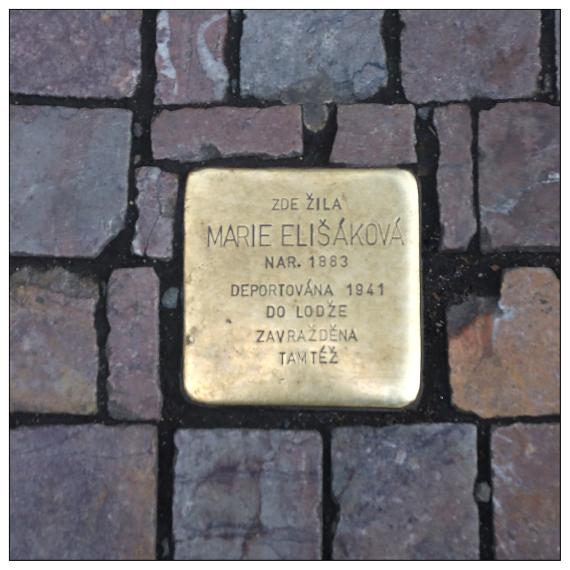 ZDE ŽILA
MARIE ELIŠÁKOVÁ
NAR. 1883
DEPORTOVÁNA 1941
DO LODŽE
ZAVRAŽDĚNA
TAMTÉŽ